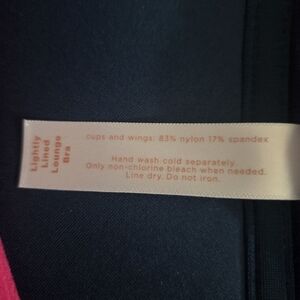 Lightly
Lined
Lounge
Bra
cups and wings: 83% nylon 17% spandex
Hand wash cold separately.
Only non-chlorine bleach when needed.
Line dry. Do not iron.